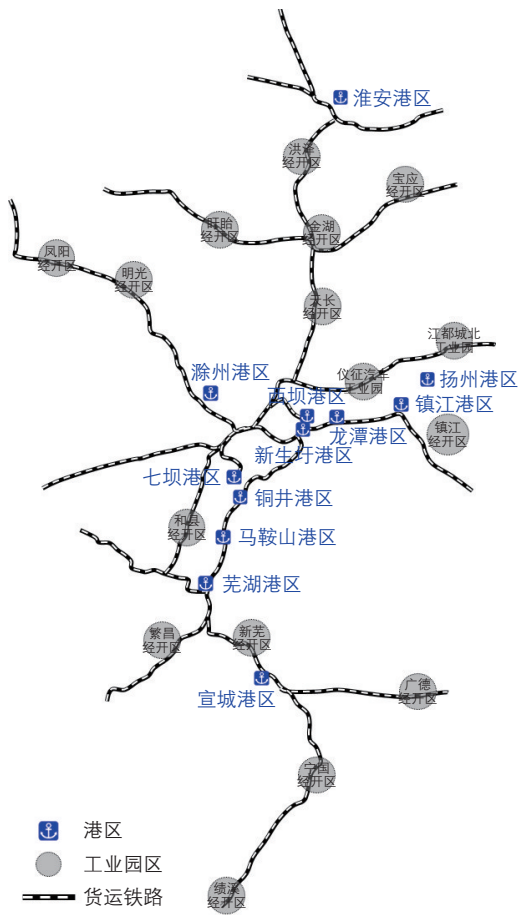 淮安港区
洪泽
经开区
宝应
经开区
盱眙
经开区
金湖
经开区
凤阳
经开区
明光
经开区
天长
经开区
江都城北
工业园
仪征汽车
工业园
扬州港区
滁州港区
西坝港区
镇江港区
龙潭港区
镇江
经开区
新生圩港区
七坝港区
铜井港区
和县
经开区
马鞍山港区
芜湖港区
繁昌
经开区
新芜
经开区
宣城港区
广德
经开区
宁国
经开区
绩溪
经开区
港区
工业园区
货运铁路